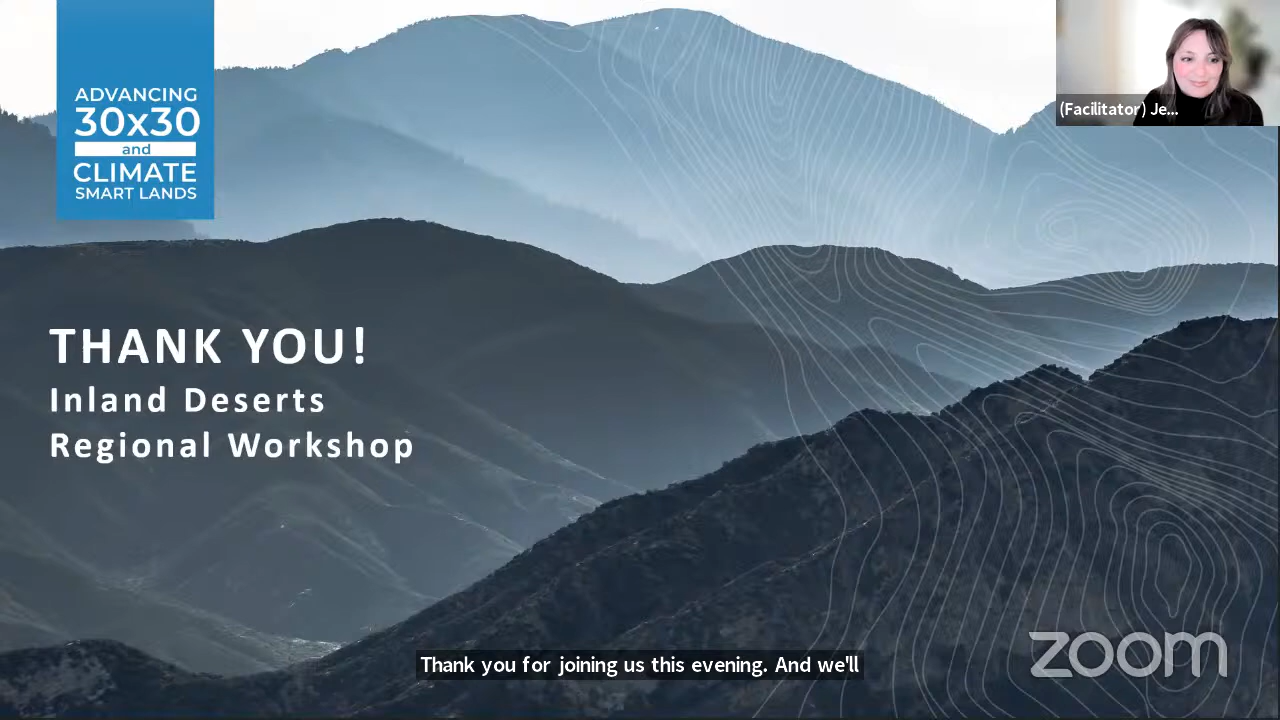 ADVANCING
30x30
and
CLIMATE
SMART LANDS
(Facilitator) Je...
THANK YOU!
Inland Deserts
Regional Workshop
zoom
Thank you for joining us this evening. And we'll